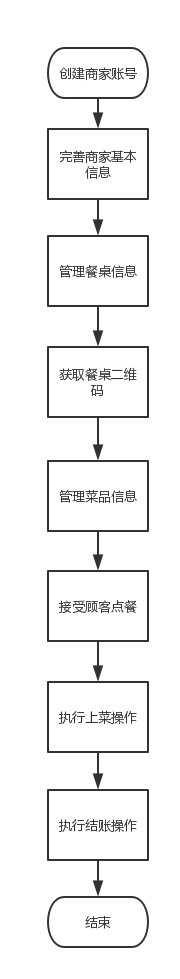 创建商家账号
完善商家基本
信息
管理餐桌信息
获取餐桌二维
码
管理菜品信息
接受顾客点餐
执行上菜操作
执行结账操作
结束